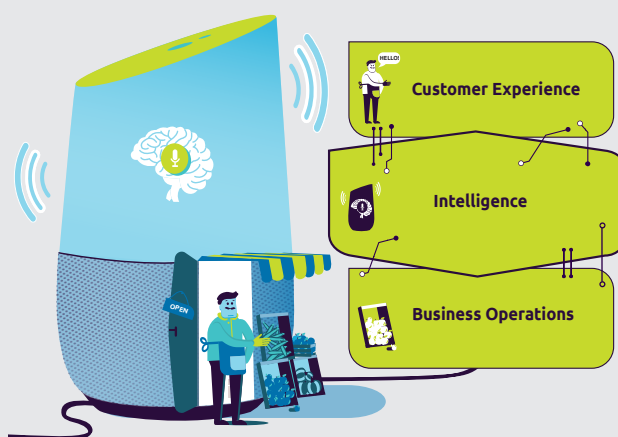 HELLO!
Customer Experience
Intelligence
OPEN
Business Operations